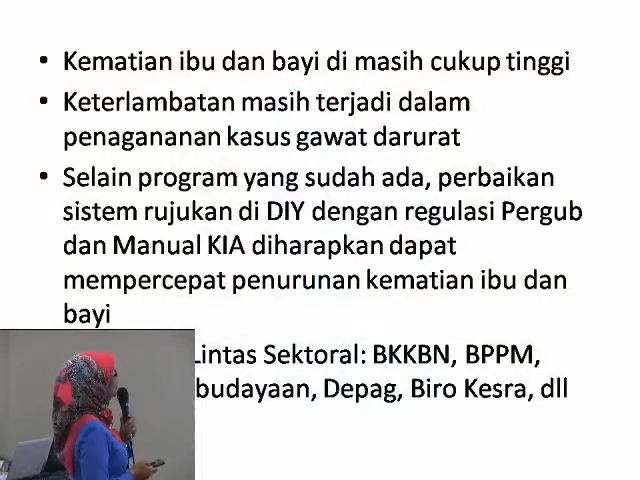 • Kematian ibu dan bayi di masih cukup tinggi
• Keterlambatan masih terjadi dalam
penagananan kasus gawat darurat
• Selain program yang sudah ada, perbaikan
sistem rujukan di DIY dengan regulasi Pergub
dan Manual KIA diharapkan dapat
mempercepat penurunan kematian ibu dan
bayi
Lintas Sektoral: BKKBN, BPPM,
budayaan, Depag, Biro Kesra, dll